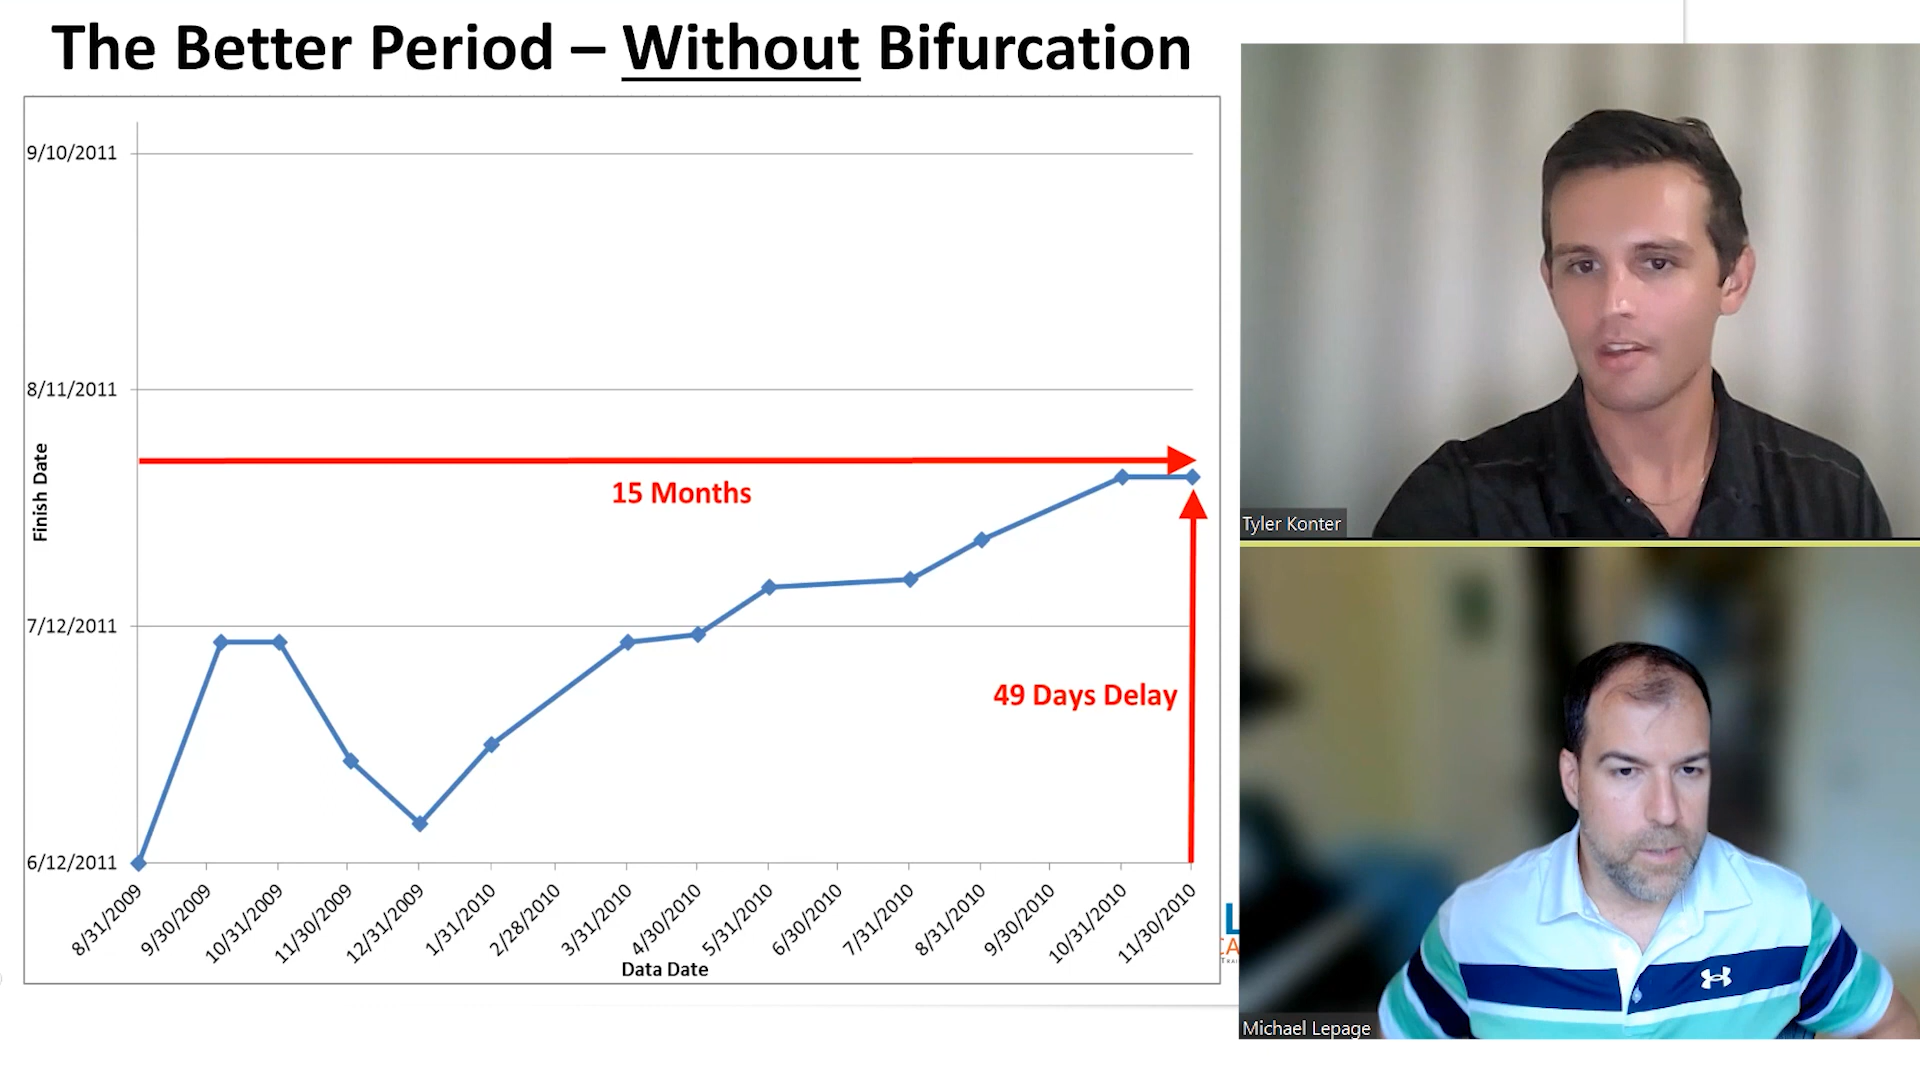 The Better Period – Without Bifurcation
9/10/2011
8/11/2011
7/12/2011
6/12/2011
Finish Date
15 Months
49 Days Delay
8/31/2009
9/30/2009
10/31/2009
11/30/2009
12/31/2009
1/31/2010
2/28/2010
3/31/2010
4/30/2010
5/31/2010
6/30/2010
7/31/2010
8/31/2010
9/30/2010
10/31/2010
11/30/2010
Data Date
Tyler Konter
Michael Lepage